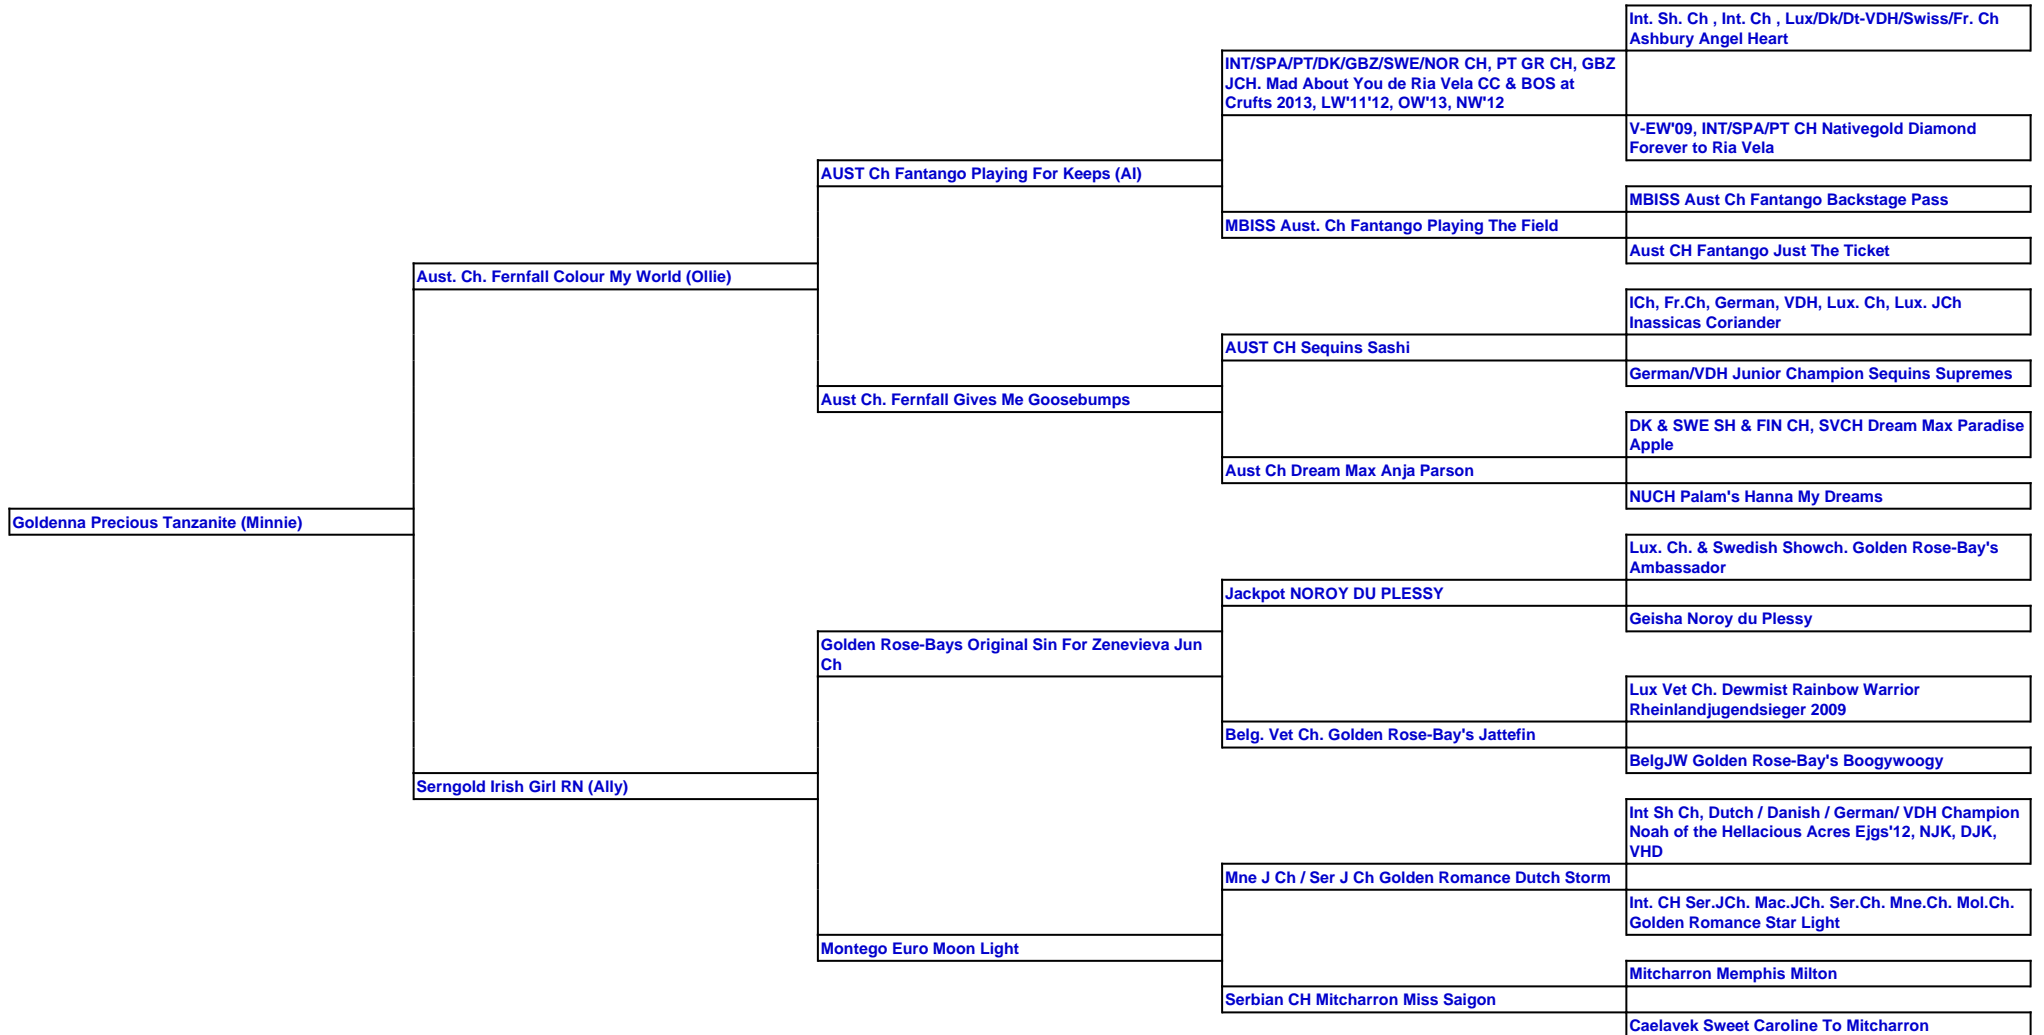 Int. Sh. Ch , Int. Ch , Lux/Dk/Dt-VDH/Swiss/Fr. Ch
Ashbury Angel Heart
INT/SPA/PT/DK/GBZ/SWE/NOR CH, PT GR CH, GBZ
JCH. Mad About You de Ria Vela CC & BOS at
Crufts 2013, LW'11'12, OW'13, NW'12
V-EW'09, INT/SPA/PT CH Nativegold Diamond
Forever to Ria Vela
AUST Ch Fantango Playing For Keeps (AI)
MBISS Aust Ch Fantango Backstage Pass
MBISS Aust. Ch Fantango Playing The Field
Aust CH Fantango Just The Ticket
Aust. Ch. Fernfall Colour My World (Ollie)
ICh, Fr.Ch, German, VDH, Lux. Ch, Lux. JCh
Inassicas Coriander
AUST CH Sequins Sashi
German/VDH Junior Champion Sequins Supremes
Aust Ch. Fernfall Gives Me Goosebumps
DK & SWE SH & FIN CH, SVCH Dream Max Paradise
Apple
Aust Ch Dream Max Anja Parson
NUCH Palam's Hanna My Dreams
Goldenna Precious Tanzanite (Minnie)
Lux. Ch. & Swedish Showch. Golden Rose-Bay's
Ambassador
Jackpot NOROY DU PLESSY
Geisha Noroy du Plessy
Golden Rose-Bays Original Sin For Zenevieva Jun
Ch
Lux Vet Ch. Dewmist Rainbow Warrior
Rheinlandjugendsieger 2009
Belg. Vet Ch. Golden Rose-Bay's Jattefin
BelgJW Golden Rose-Bay's Boogywoogy
Serngold Irish Girl RN (Ally)
Int Sh Ch, Dutch / Danish / German/ VDH Champion
Noah of the Hellacious Acres Ejgs'12, NJK, DJK,
VHD
Mne J Ch / Ser J Ch Golden Romance Dutch Storm
Int. CH Ser.JCh. Mac.JCh. Ser.Ch. Mne.Ch. Mol.Ch.
Golden Romance Star Light
Montego Euro Moon Light
Mitcharron Memphis Milton
Serbian CH Mitcharron Miss Saigon
Caelavek Sweet Caroline To Mitcharron